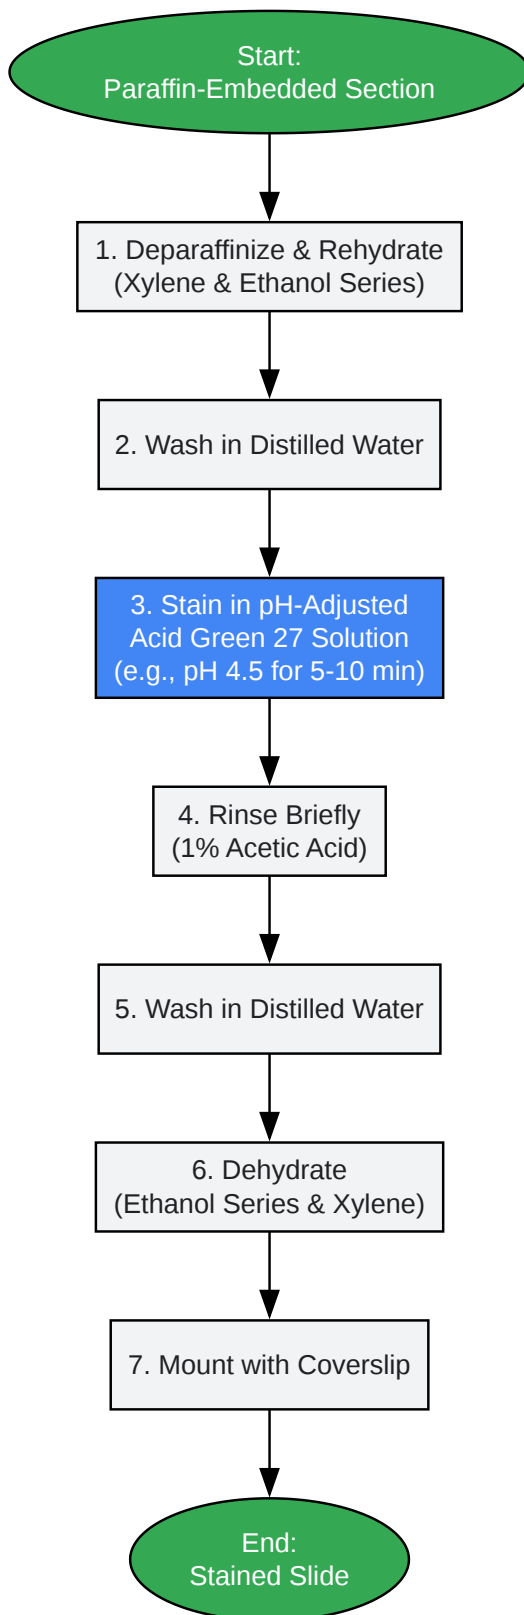 Start:
Paraffin-Embedded Section
1. Deparaffinize & Rehydrate
(Xylene & Ethanol Series)
2. Wash in Distilled Water
3. Stain in pH-Adjusted
Acid Green 27 Solution
(e.g., pH 4.5 for 5-10 min)
4. Rinse Briefly
(1% Acetic Acid)
5. Wash in Distilled Water
6. Dehydrate
(Ethanol Series & Xylene)
7. Mount with Coverslip
End:
Stained Slide